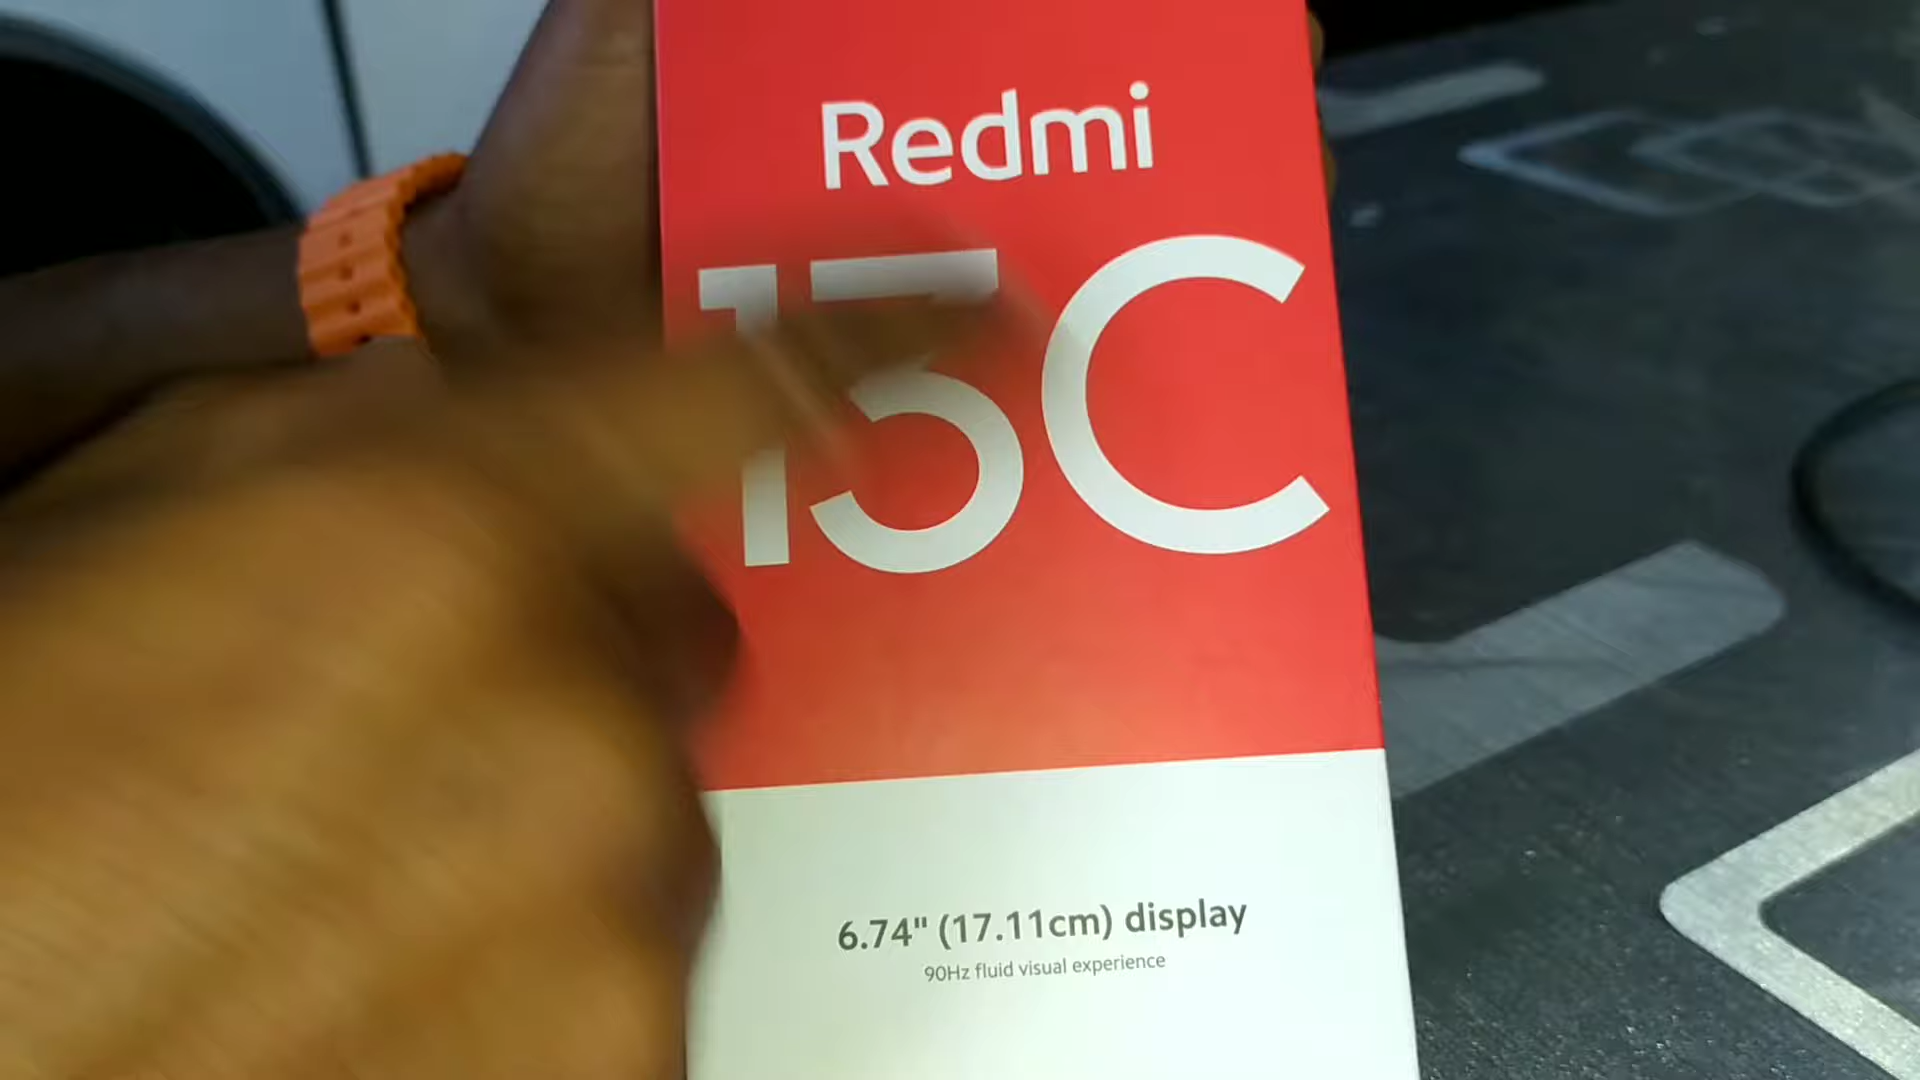 Redmi
13C
6.74" (17.11cm) display
90Hz fluid visual experience